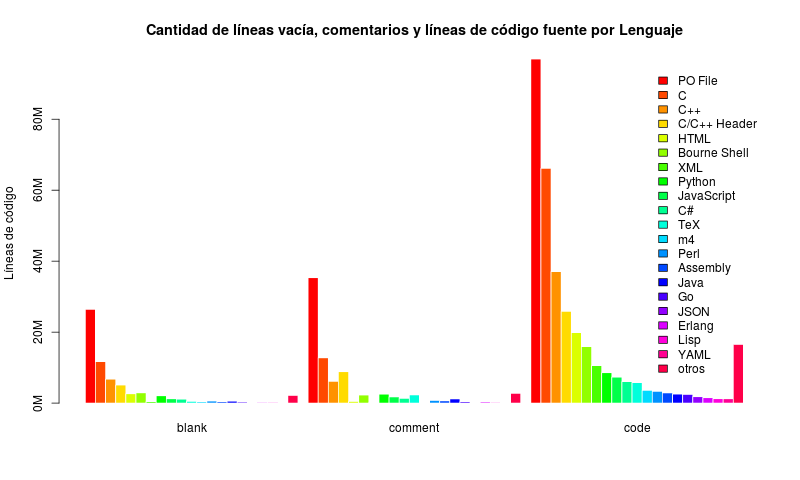 Cantidad de líneas vacía, comentarios y líneas de código fuente por Lenguaje
Líneas de código
80M
60M
40M
20M
0M
blank
comment
code
PO File
C
C++
C/C++ Header
HTML
Bourne Shell
XML
Python
JavaScript
C#
TeX
m4
Perl
Assembly
Java
Go
JSON
Erlang
Lisp
YAML
otros